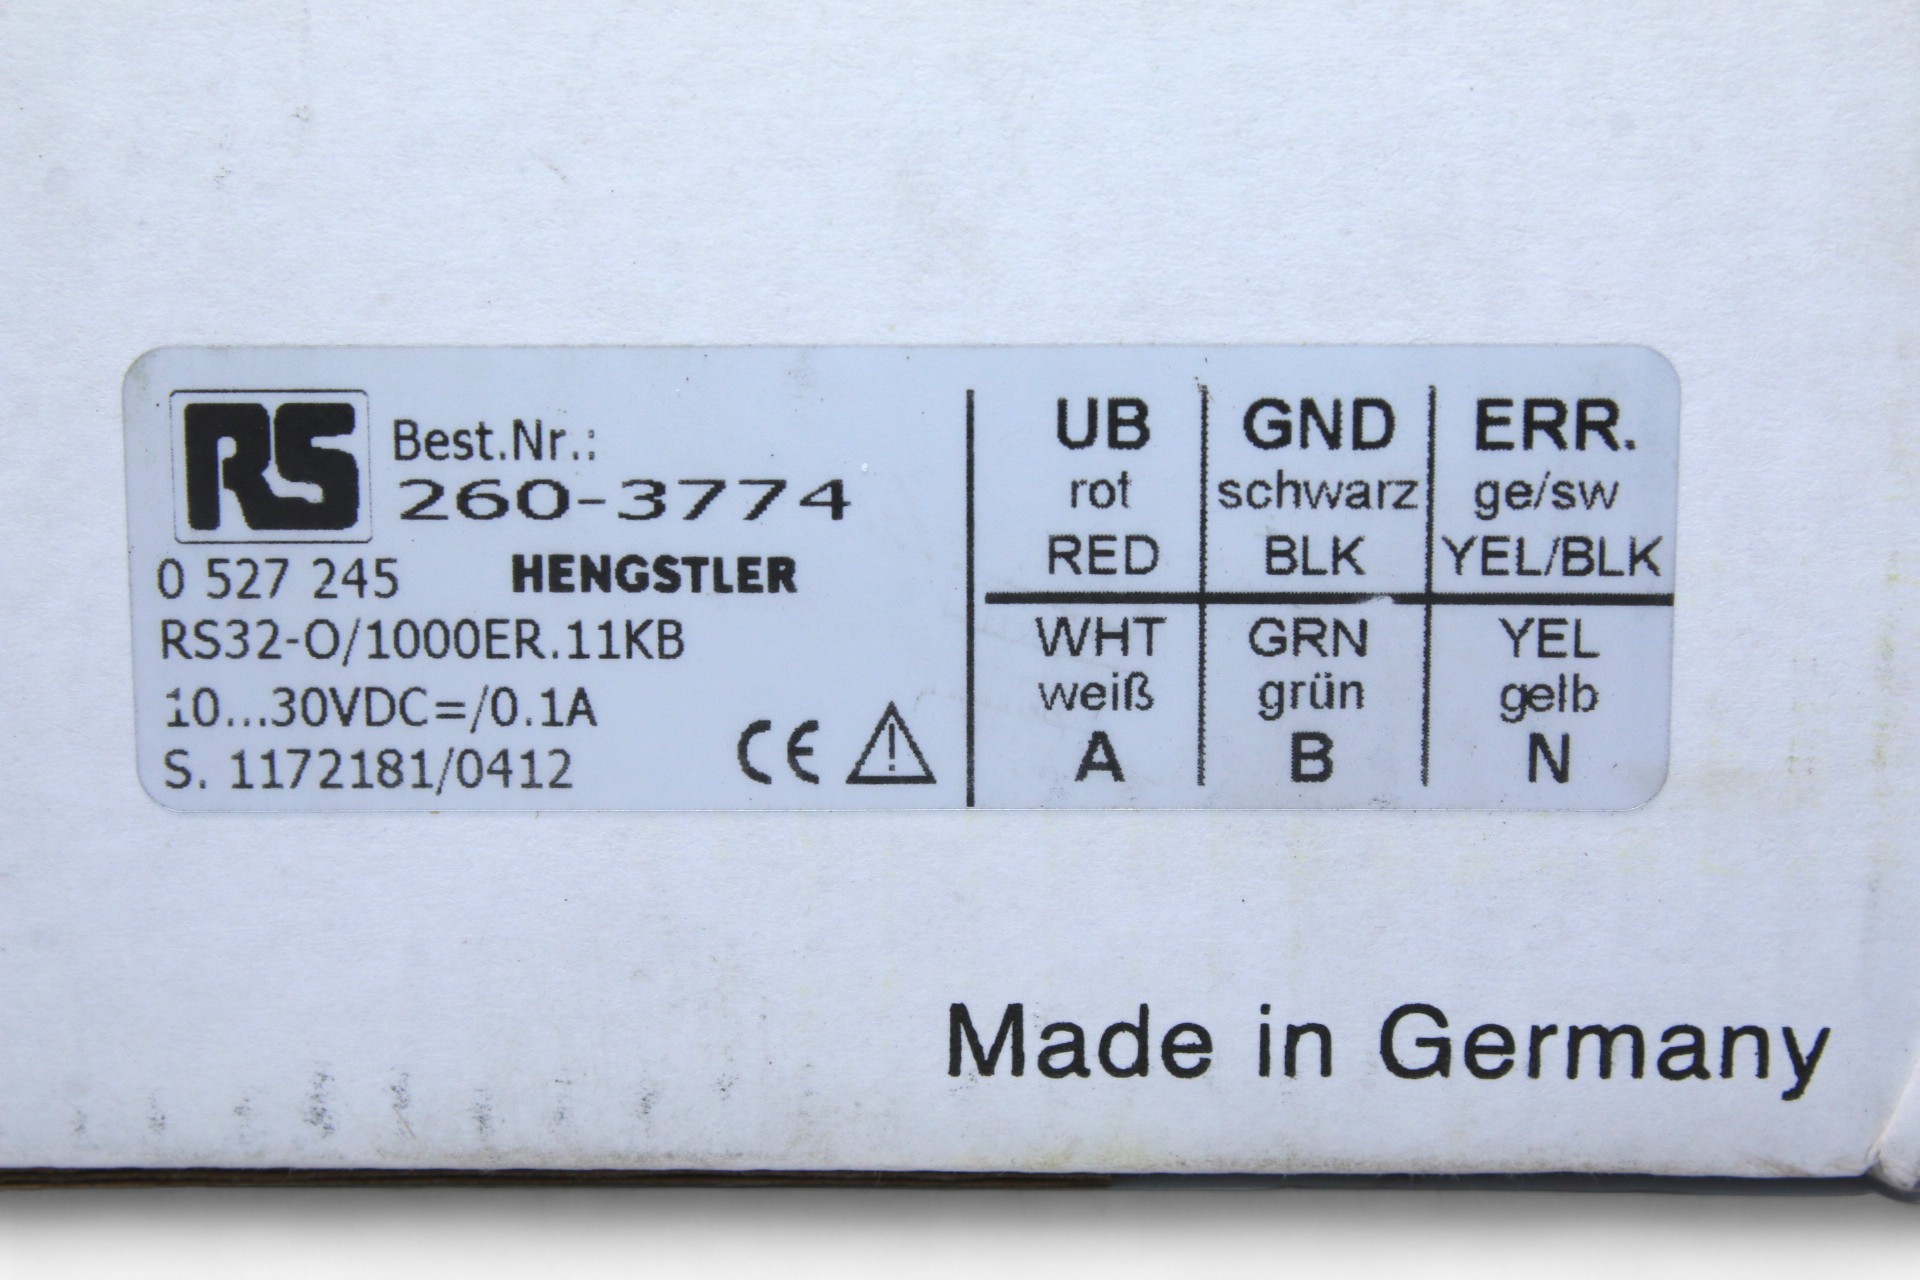 RS Best.Nr.:
260-3774
0 527 245 HENGSTLER
RS32-O/1000ER.11KB
10...30VDC=/0.1A
S. 1172181/0412 CE
UB GND ERR.
rot schwarz ge/sw
RED BLK YEL/BLK
WHT GRN YEL
weiß grün gelb
A B N
Made in Germany